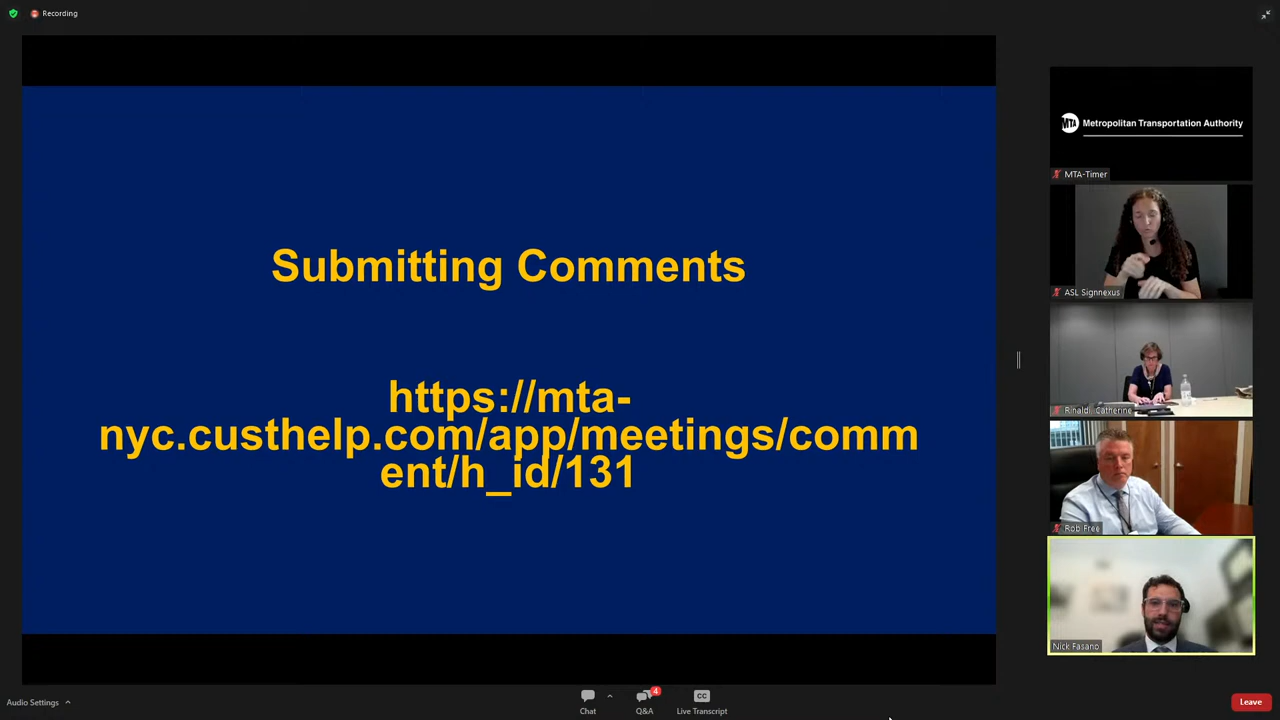 Recording
Submitting Comments
https://mta-
nyc.custhelp.com/app/meetings/comm
ent/h_id/131
MTA Metropolitan Transportation Authority
MTA-Timer
ASL Signnexus
Rinaldi Catherine
Rob Free
Nick Fasano
Audio Settings
Chat
4
Q&A
CC
Live Transcript
Leave